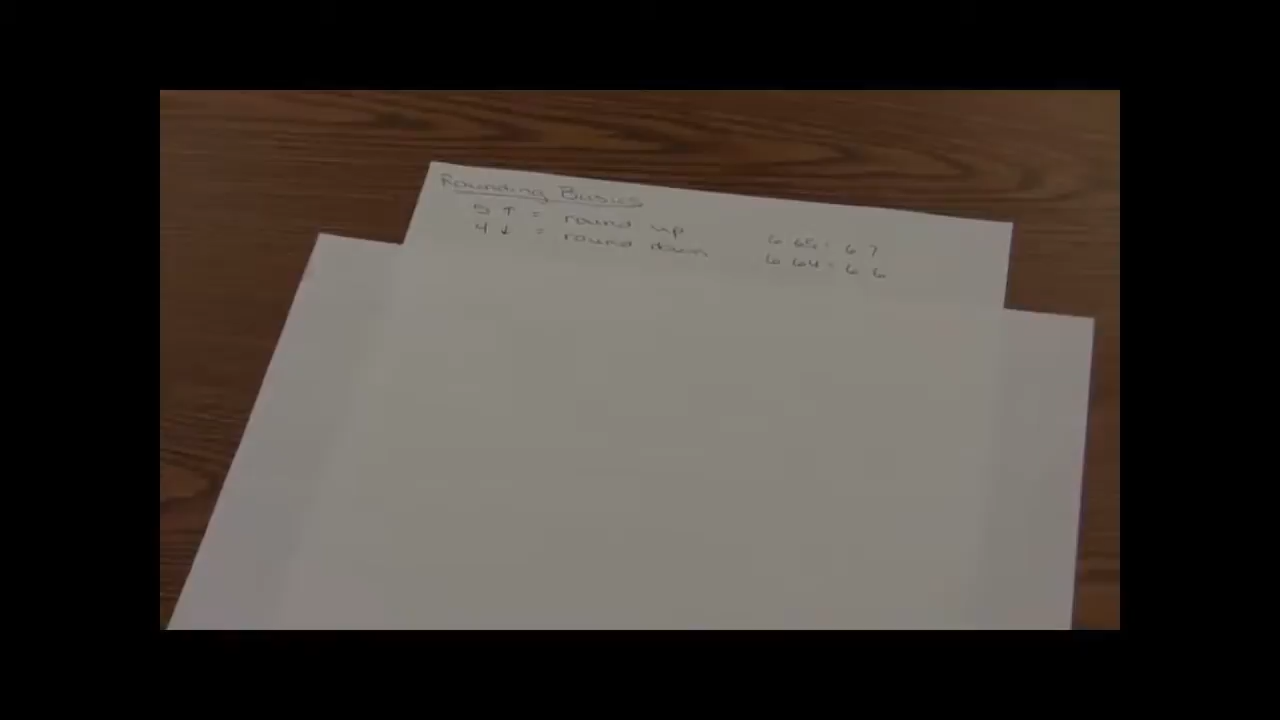 Rounding Basics
5 ↑ = round up 6.65 = 6.7
4 ↓ = round down 6.64 = 6.6